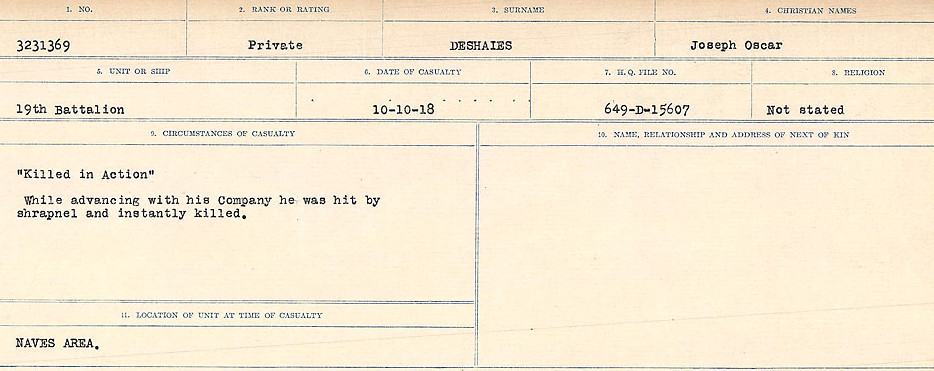 1. NO.
2. RANK OR RATING
3. SURNAME
4. CHRISTIAN NAMES
3231369
Private
DESHAIES
Joseph Oscar
5. UNIT OR SHIP
6. DATE OF CASUALTY
7. H.Q. FILE NO.
8. RELIGION
19th Battalion
10-10-18
649-D-15607
Not stated
9. CIRCUMSTANCES OF CASUALTY
10. NAME, RELATIONSHIP AND ADDRESS OF NEXT OF KIN
"Killed in Action"
While advancing with his Company he was hit by
shrapnel and instantly killed.
11. LOCATION OF UNIT AT TIME OF CASUALTY
NAVES AREA.